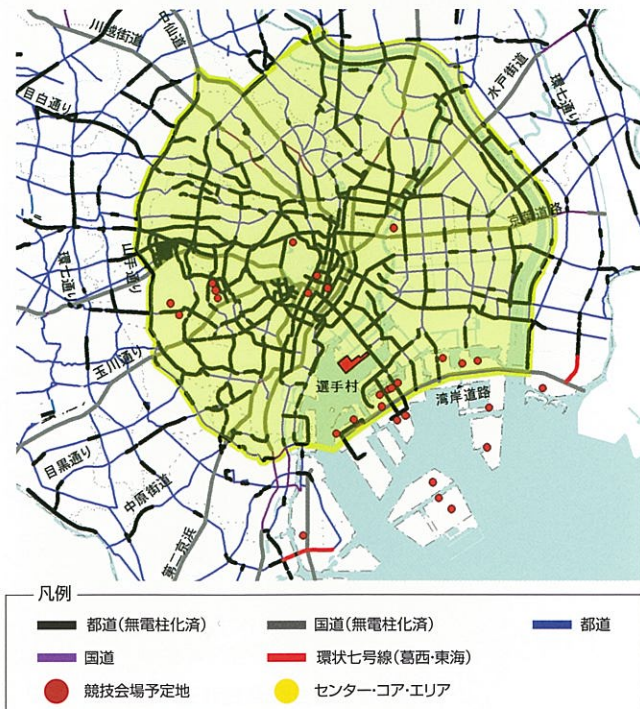 川越街道
中仙道
目白通り
水戸街道
環七通り
京葉道路
山手通り
環七通り
玉川通り
選手村
湾岸道路
目黒通り
中原街道
第二京浜
凡例
都道(無電柱化済) 国道(無電柱化済) 都道
国道 環状七号線(葛西・東海)
競技会場予定地 センター・コア・エリア